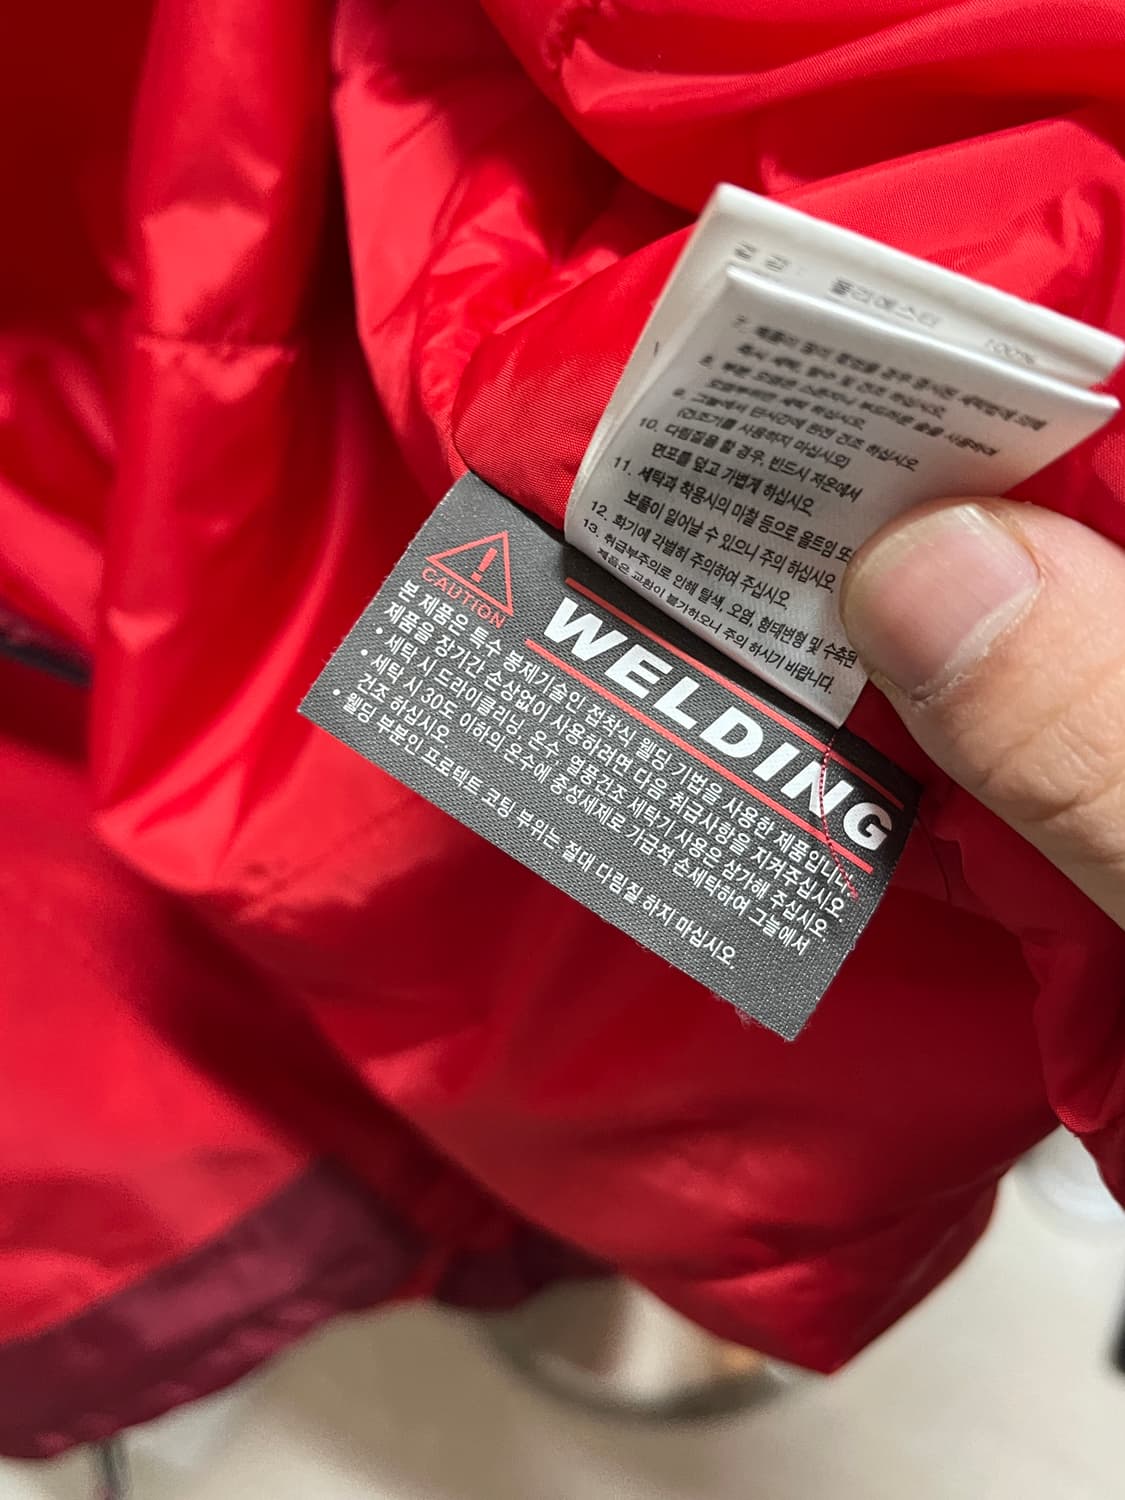 폴리에스터
100%
10. 다림질을 할 경우, 반드시 저온에서
면포를 덮고 가볍게 하십시오
11. 세탁과 착용시의 마찰 등으로 올트임 또
보풀이 일어날 수 있으니 주의 하십시오.
12. 화기에 각별히 주의하여 주십시오.
13. 취급부주의로 인해 탈색, 오염, 형태변형 및 수축된
제품은 교환이 불가하오니 주의 하시기 바랍니다.
CAUTION
WELDING
본 제품은 특수 봉제기술인 접착식 웰딩 기법을 사용한 제품입니다.
제품을 장기간 손상없이 사용하려면 다음 취급사항을 지켜주십시오.
• 세탁 시 드라이클리닝, 온수, 열풍건조 세탁기 사용은 삼가해 주십시오.
• 세탁 시 30도 이하의 온수에 중성세제로 가급적 손세탁하여 그늘에서
건조 하십시오.
• 웰딩 부분인 프로텍트 코팅 부위는 절대 다림질 하지 마십시오.